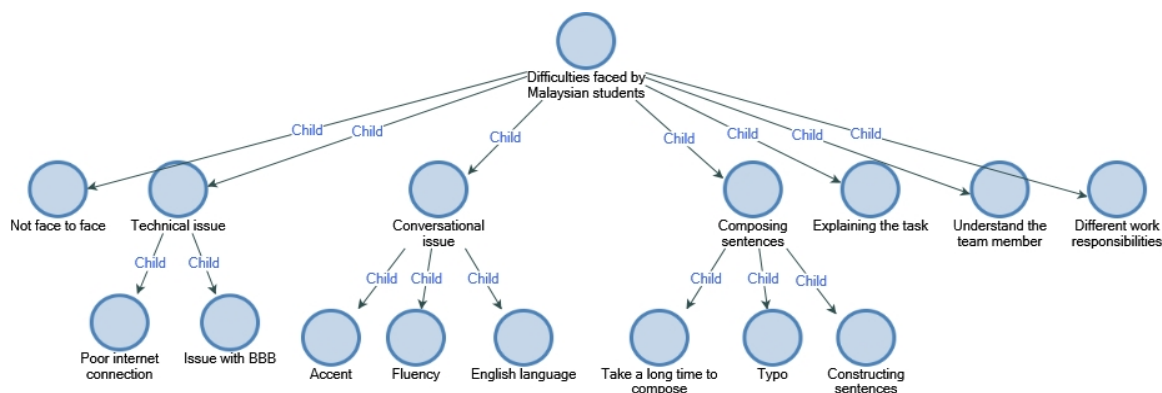 Difficulties faced by
Malaysian students
Child
Child
Child
Child
Child
Child
Child
Not face to face
Technical issue
Conversational
issue
Composing
sentences
Explaining the task
Understand the
team member
Different work
responsibilities
Child
Child
Child
Child
Child
Child
Child
Child
Poor internet
connection
Issue with BBB
Accent
Fluency
English language
Take a long time to
compose
Typo
Constructing
sentences